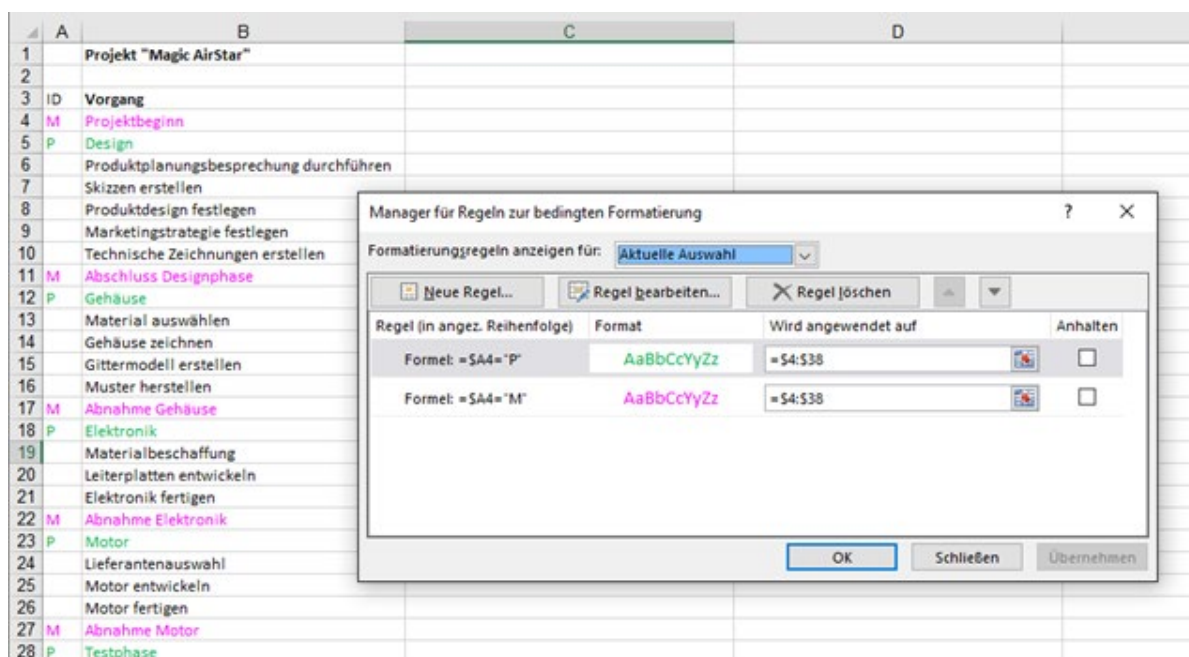 A B C D
1 Projekt "Magic AirStar"
2
3 ID Vorgang
4 M Projektbeginn
5 P Design
6 Produktplanungsbesprechung durchführen
7 Skizzen erstellen
8 Produktdesign festlegen
9 Marketingstrategie festlegen
10 Technische Zeichnungen erstellen
11 M Abschluss Designphase
12 P Gehäuse
13 Material auswählen
14 Gehäuse zeichnen
15 Gittermodell erstellen
16 Muster herstellen
17 M Abnahme Gehäuse
18 P Elektronik
19 Materialbeschaffung
20 Leiterplatten entwickeln
21 Elektronik fertigen
22 M Abnahme Elektronik
23 P Motor
24 Lieferantenauswahl
25 Motor entwickeln
26 Motor fertigen
27 M Abnahme Motor
28 P Testphase
Manager für Regeln zur bedingten Formatierung ? ×
Formatierungsregeln anzeigen für: Aktuelle Auswahl
Neue Regel... Regel bearbeiten... Regel löschen
Regel (in angez. Reihenfolge) Format Wird angewendet auf Anhalten
Formel: =$A4="P" AaBbCcYyZz =$4:$38
Formel: =$A4="M" AaBbCcYyZz =$4:$38
OK Schließen Übernehmen